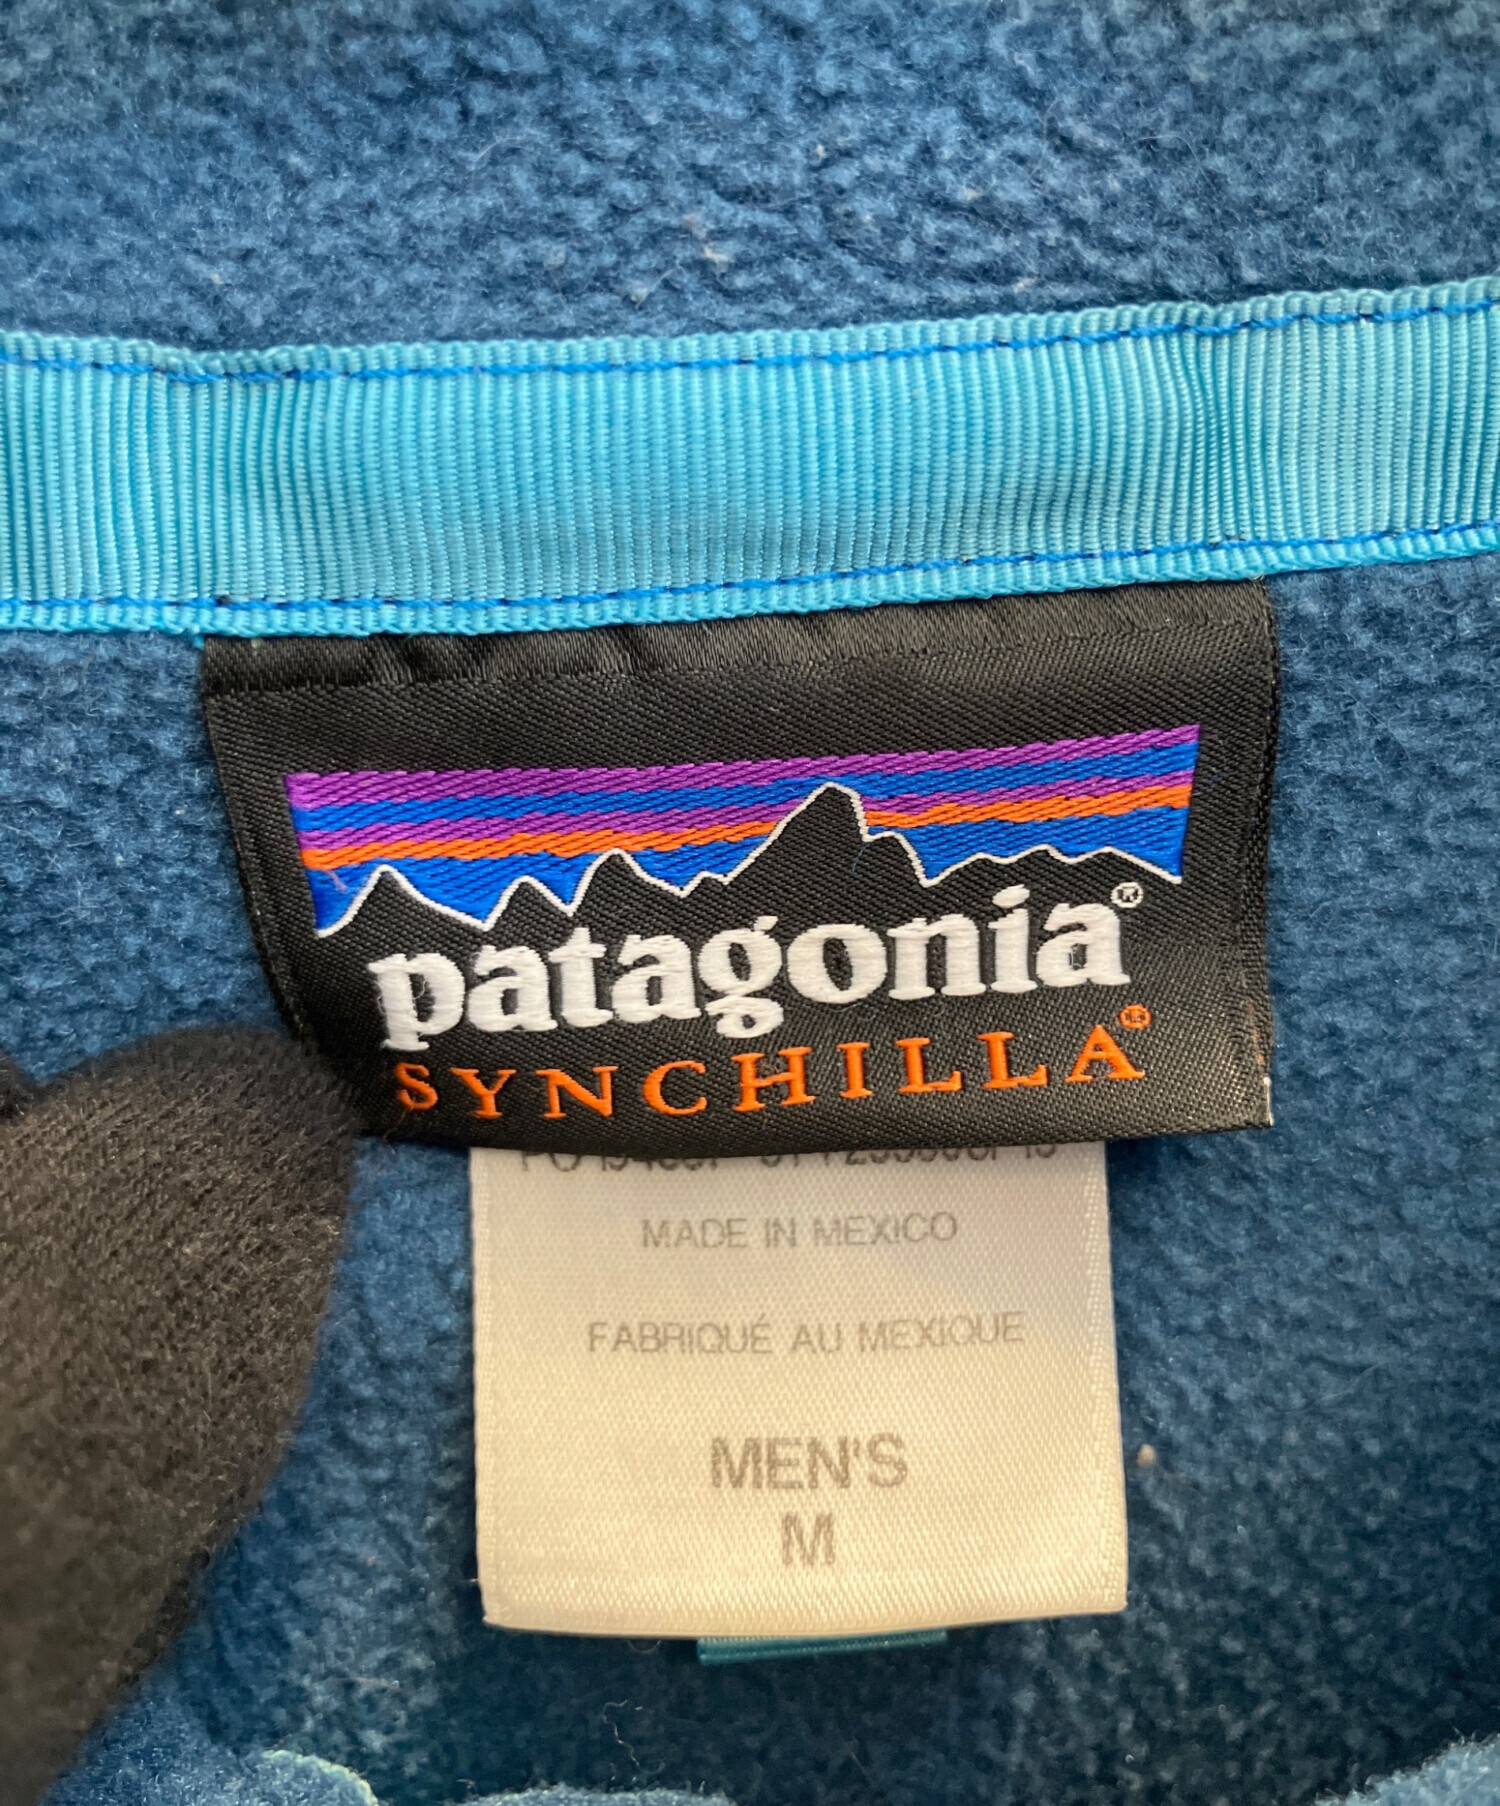 patagonia®
SYNCHILLA®
MADE IN MEXICO
FABRIQUÉ AU MEXIQUE
MEN'S
M